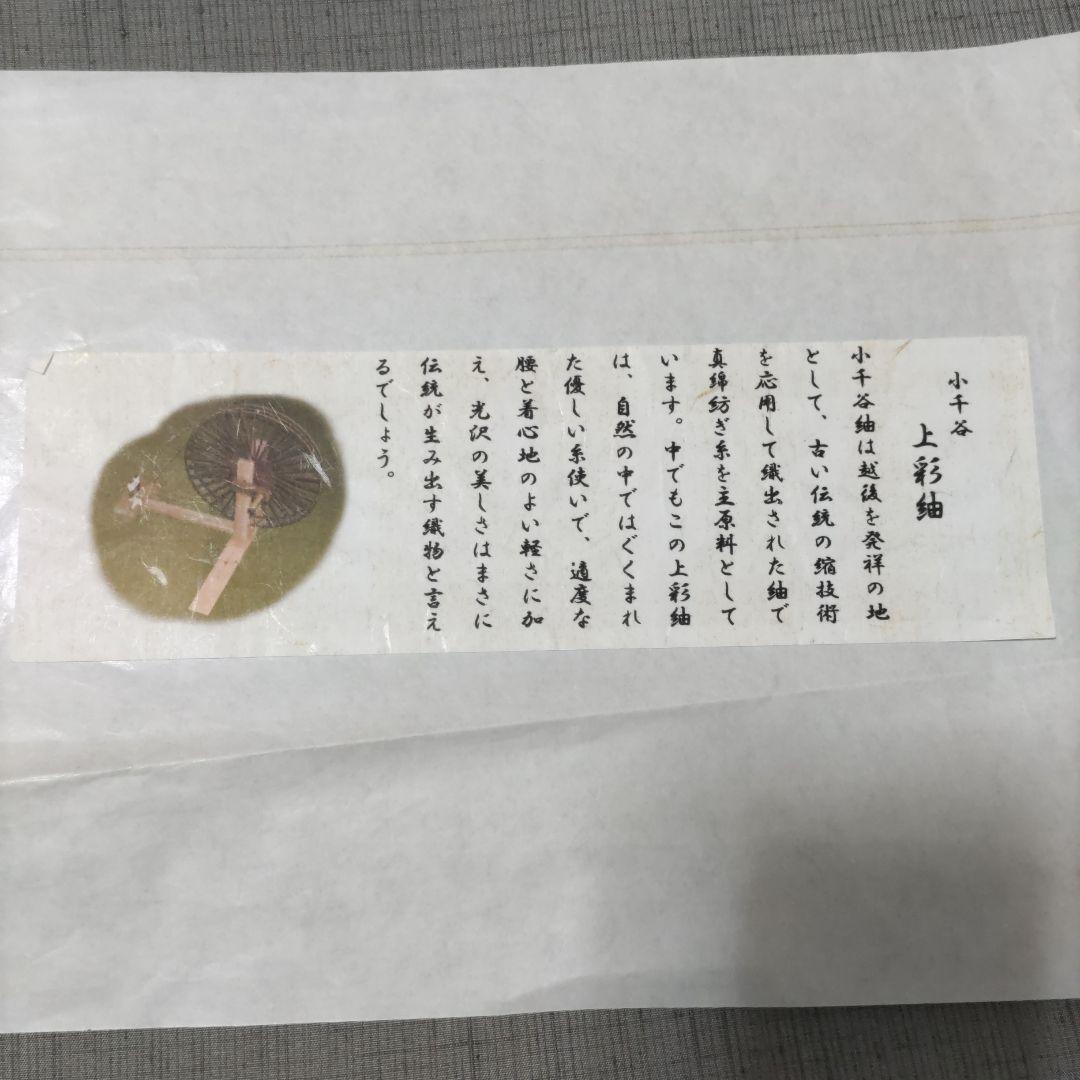 小千谷
上彩紬
小千谷紬は越後を発祥の地
として、古い伝統の縮技術
を応用して織出された紬で
真綿紡ぎ糸を主原料として
います。中でもこの上彩紬
は、自然の中ではぐくまれ
た優しい糸使いで、適度な
腰と着心地のよい軽さに加
え、光沢の美しさはまさに
伝統が生み出す織物と言え
るでしょう。